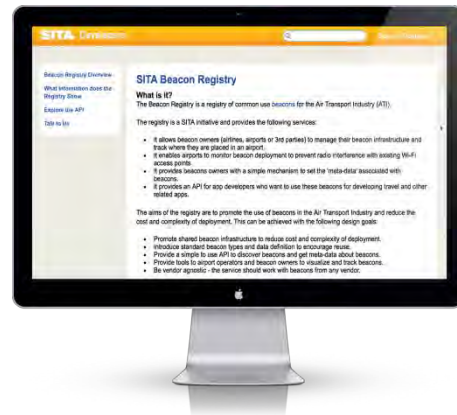 SITA Developer
Beacon Registry Overview
What information does the
Registry Store
Explore the API
Talk to Us
SITA Beacon Registry
What is it?
The Beacon Registry is a registry of common use beacons for the Air Transport Industry (ATI).
The registry is a SITA initiative and provides the following services:
• It allows beacon owners (airlines, airports or 3rd parties) to manage their beacon infrastructure and
track where they are placed in an airport.
• It enables airports to monitor beacon deployment to prevent radio interference with existing Wi-Fi
access points.
• It provides beacons owners with a simple mechanism to set the 'meta-data' associated with
beacons.
• It provides an API for app developers who want to use these beacons for developing travel and other
related apps.
The aims of the registry are to promote the use of beacons in the Air Transport Industry and reduce the
cost and complexity of deployment. This can be achieved with the following design goals:
• Promote shared beacon infrastructure to reduce cost and complexity of deployment.
• Introduce standard beacon types and data definition to encourage reuse.
• Provide a simple to use API to discover beacons and get meta-data about beacons.
• Provide tools to airport operators and beacon owners to visualize and track beacons.
• Be vendor agnostic - the service should work with beacons from any vendor.